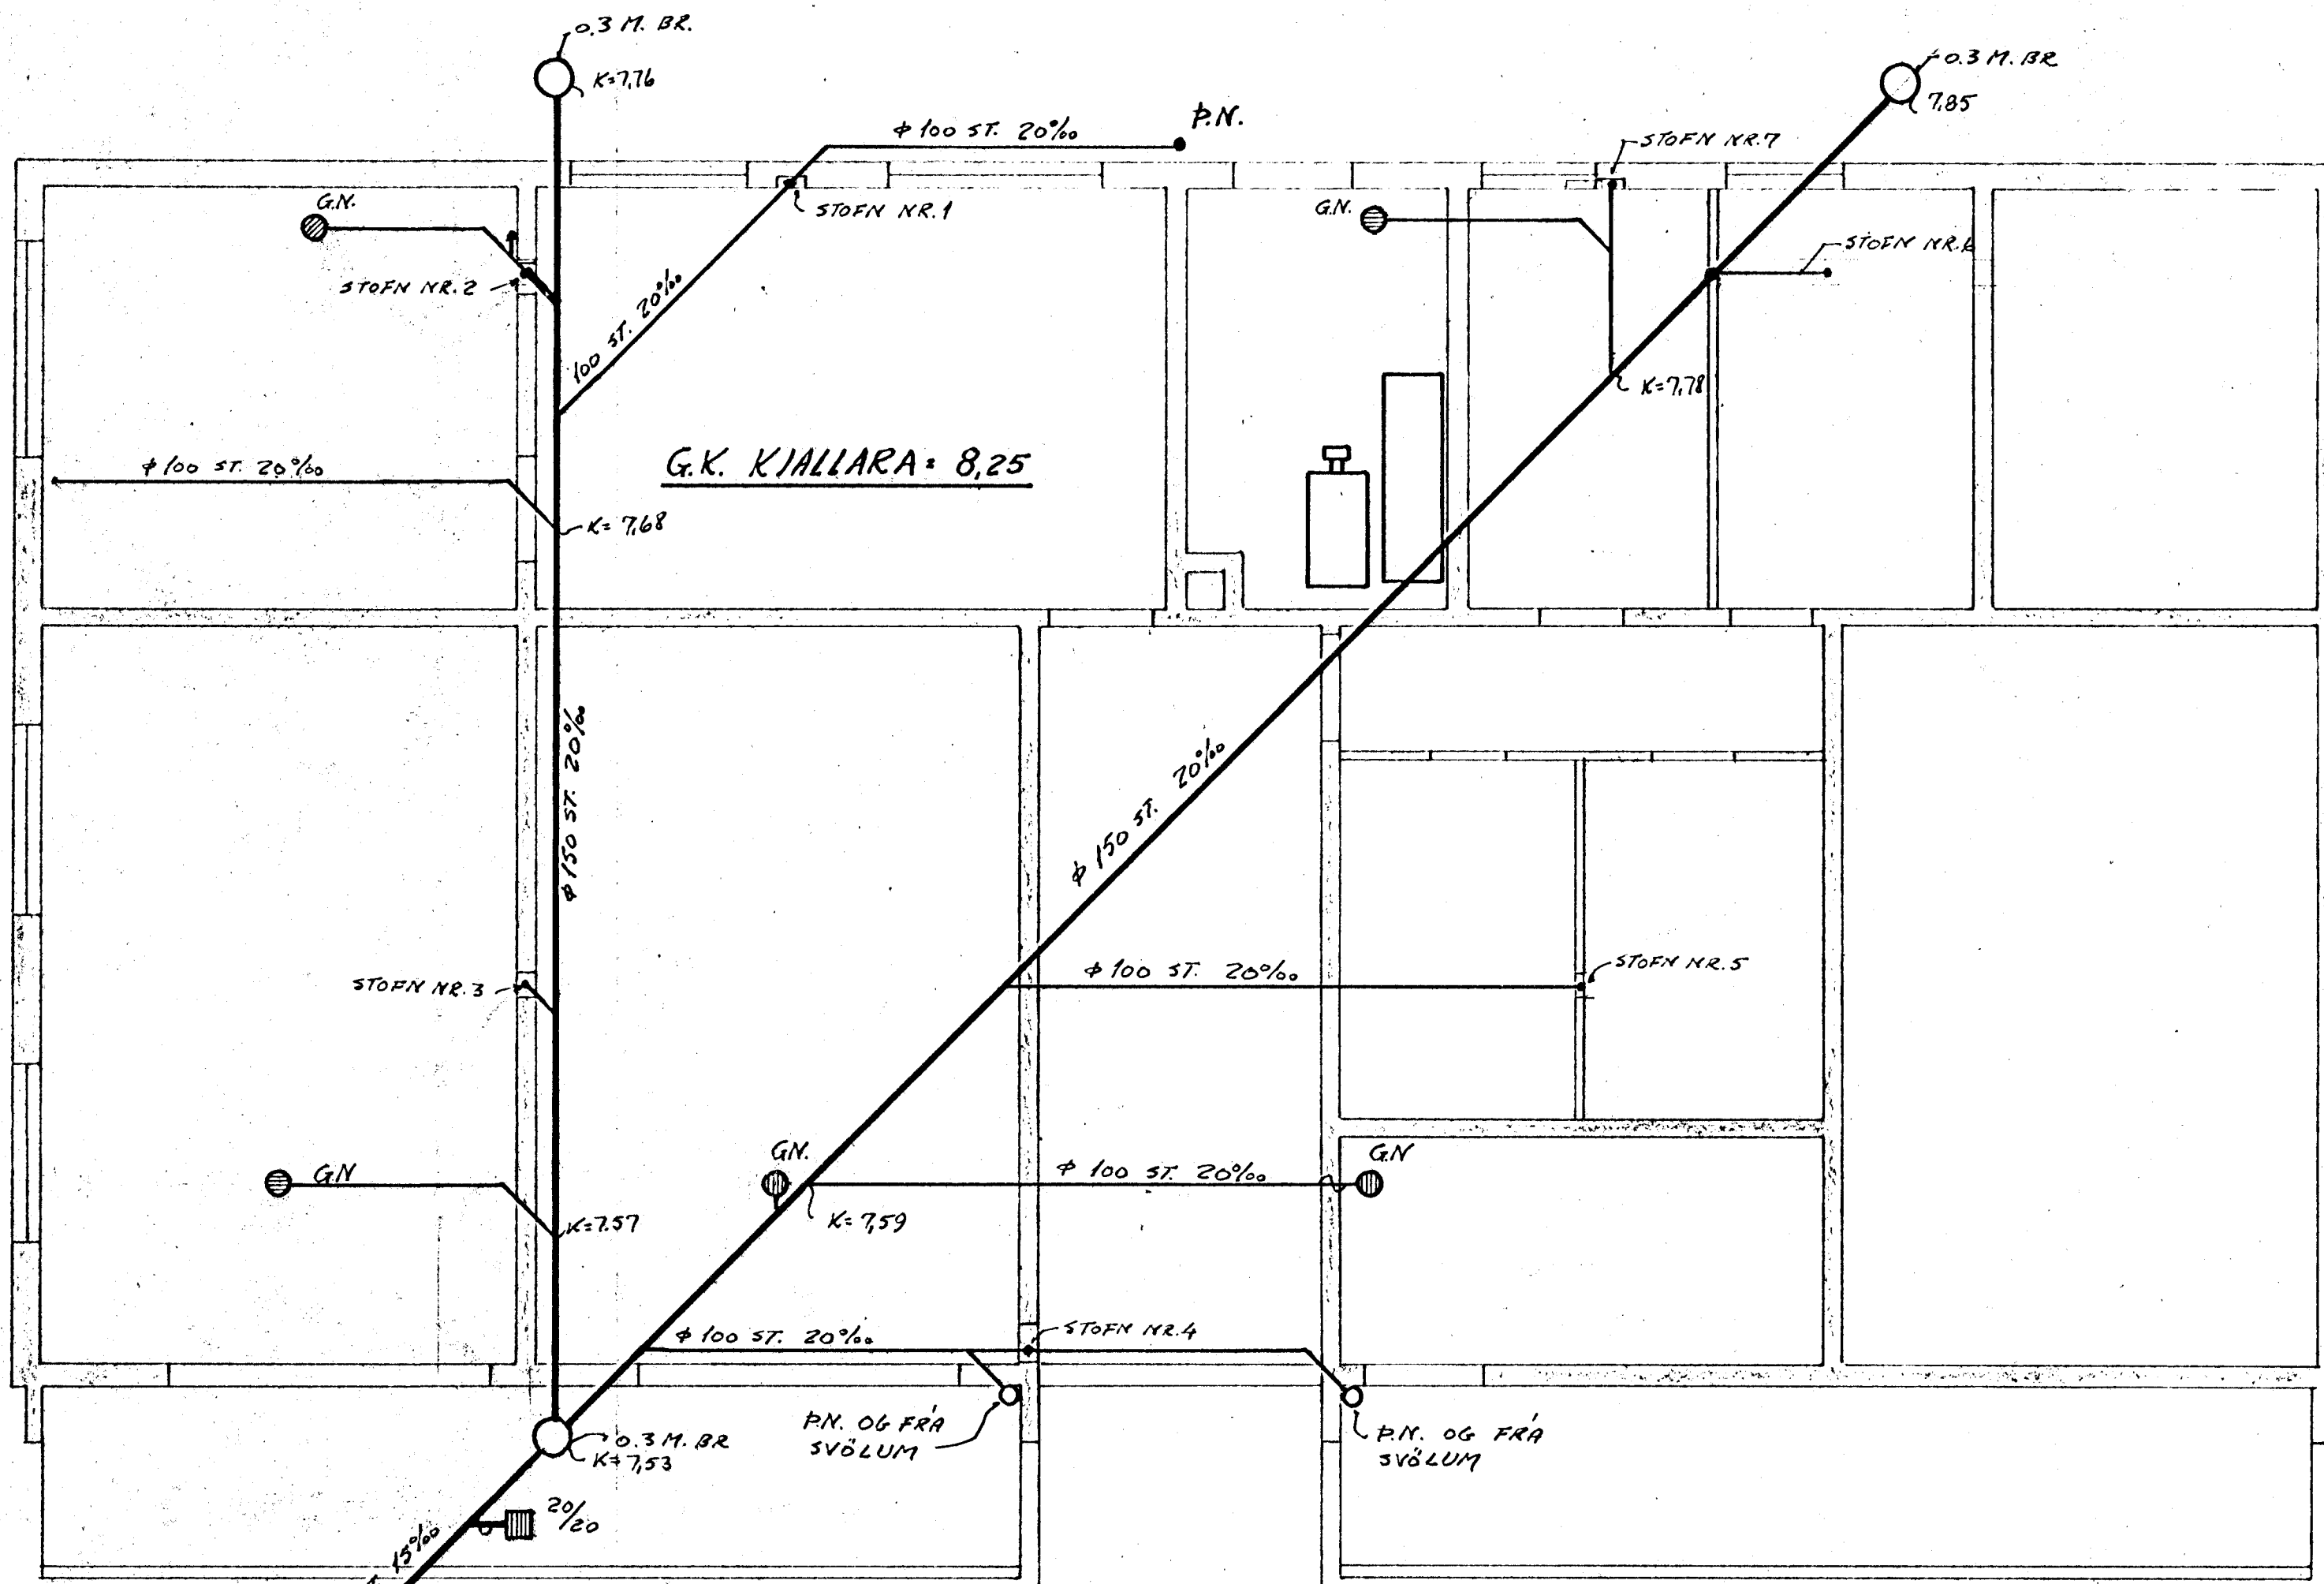 0.3 M. BR.
K=7,76
0.3 M. BR
7,85
Þ.N.
φ 100 ST. 20‰
STOFN NR.7
G.N.
STOFN NR.1
G.N.
STOFN NR.6
STOFN NR.2
100 ST. 20‰
K=7,78
G.K. KJALLARA = 8,25
φ 100 ST. 20‰
K= 7,68
φ 150 ST. 20‰
φ 150 ST. 20‰
STOFN NR.3
φ 100 ST. 20‰
STOFN NR.5
G.N
G.N.
φ 100 ST. 20‰
G.N
K=7.57
K= 7,59
φ 100 ST. 20‰
STOFN NR.4
Þ.N. OG FRÁ
SVÖLUM
Þ.N. OG FRÁ
SVÖLUM
0.3 M. BR
K=7,53
20/20
15‰